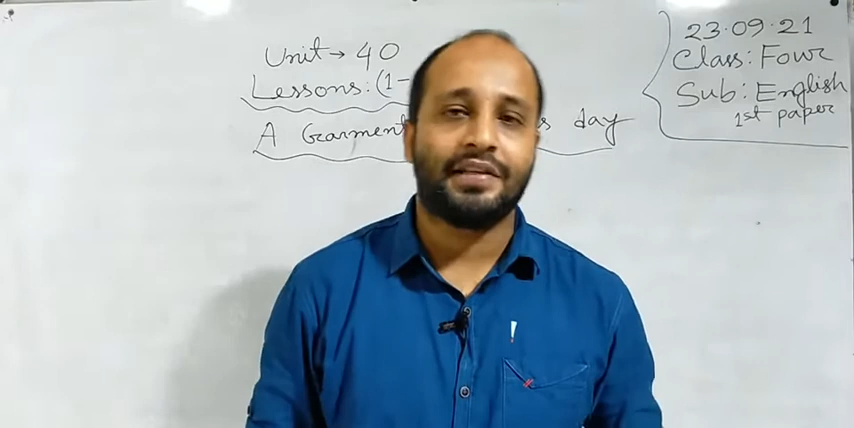 Unit → 40
Lessons: (1-
A Garment day
23.09.21
Class: Four
Sub: English
1st paper